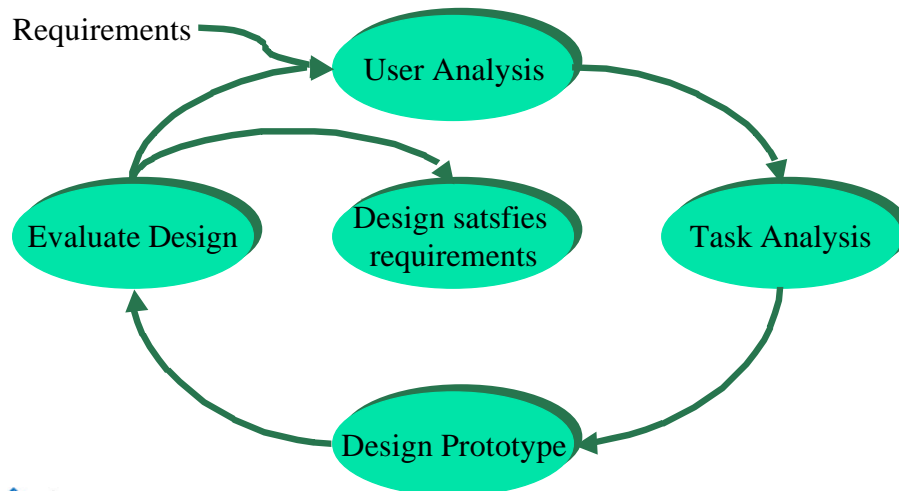 Requirements
User Analysis
Evaluate Design
Design satsfies
requirements
Task Analysis
Design Prototype